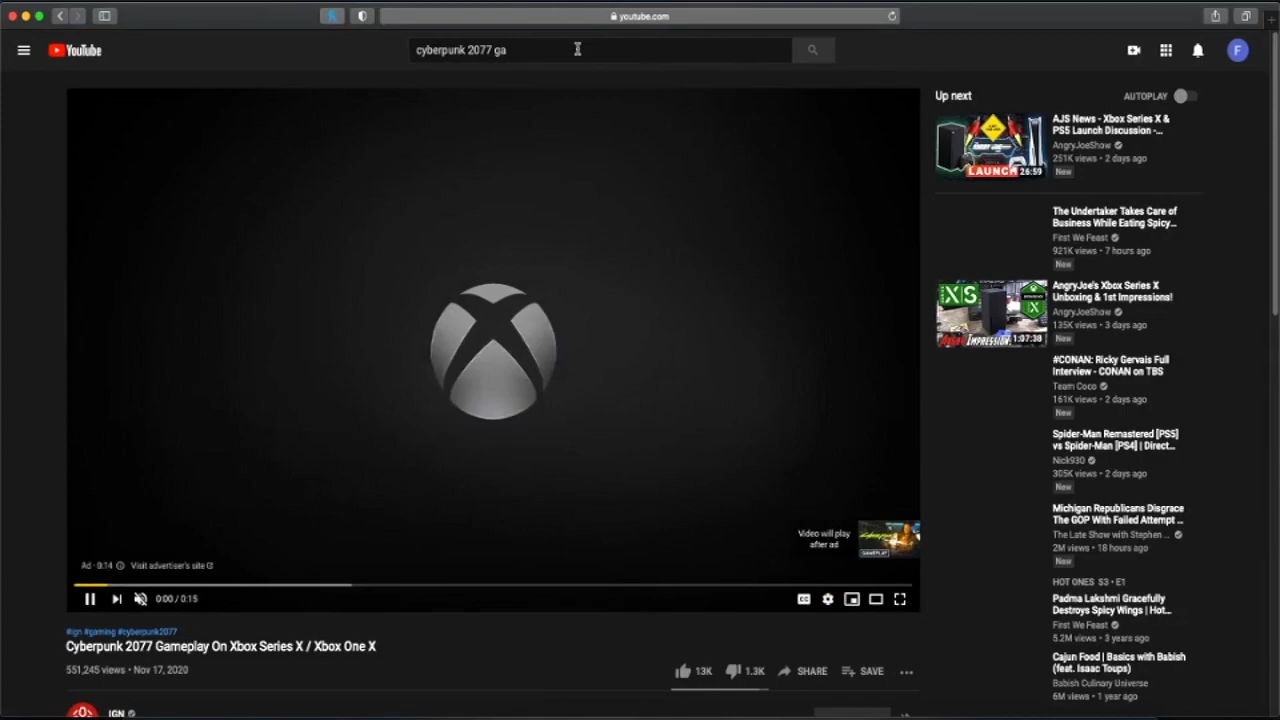 youtube.com
YouTube
cyberpunk 2077 ga
F
Up next
AUTOPLAY
LAUNCH
26:59
AJS News - Xbox Series X &
PS5 Launch Discussion -...
AngryJoeShow
251K views • 2 days ago
New
The Undertaker Takes Care of
Business While Eating Spicy...
First We Feast
921K views • 7 hours ago
New
XS
1:07:38
AngryJoe's Xbox Series X
Unboxing & 1st Impressions!
AngryJoeShow
135K views • 3 days ago
New
#CONAN: Ricky Gervais Full
Interview - CONAN on TBS
Team Coco
161K views • 2 days ago
New
Spider-Man Remastered [PS5]
vs Spider-Man [PS4] | Direct...
Nick930
305K views • 2 days ago
New
Michigan Republicans Disgrace
The GOP With Failed Attempt ...
The Late Show with Stephen ...
2M views • 18 hours ago
New
HOT ONES S3 • E1
Padma Lakshmi Gracefully
Destroys Spicy Wings | Hot...
First We Feast
5.2M views • 3 years ago
Cajun Food | Basics with Babish
(feat. Isaac Toups)
Babish Culinary Universe
6M views • 1 year ago
Video will play
after ad
GAMEPLAY
Ad · 0:14
Visit advertiser's site
0:00 / 0:15
CC
#ign #gaming #cyberpunk2077
Cyberpunk 2077 Gameplay On Xbox Series X / Xbox One X
551,245 views • Nov 17, 2020
13K
1.3K
SHARE
SAVE
IGN